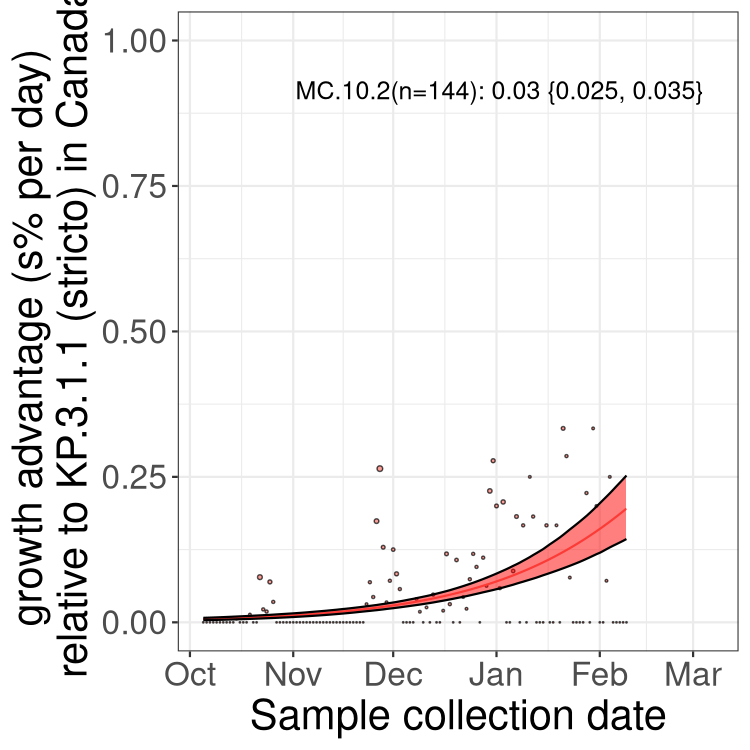 growth advantage (s% per day)
relative to KP.3.1.1 (stricto) in Canada
1.00
0.75
0.50
0.25
0.00
MC.10.2(n=144): 0.03 {0.025, 0.035}
Oct Nov Dec Jan Feb Mar
Sample collection date